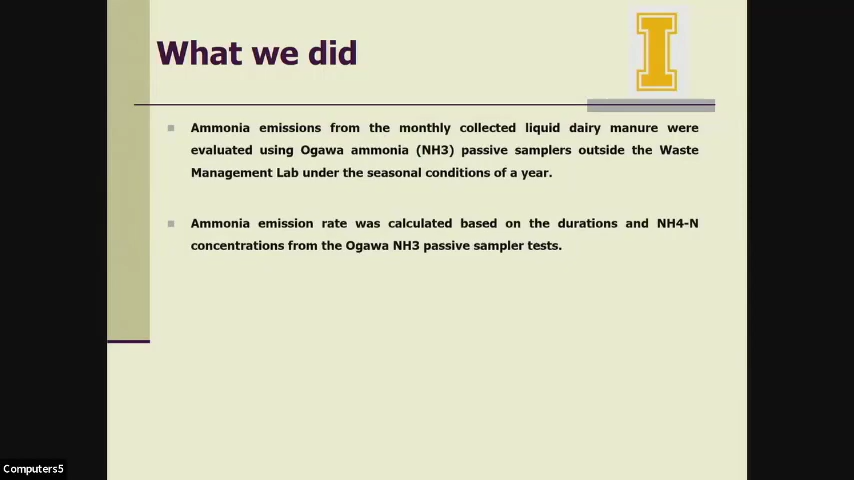 What we did
I
Ammonia emissions from the monthly collected liquid dairy manure were
evaluated using Ogawa ammonia (NH3) passive samplers outside the Waste
Management Lab under the seasonal conditions of a year.
Ammonia emission rate was calculated based on the durations and NH4-N
concentrations from the Ogawa NH3 passive sampler tests.
Computers5